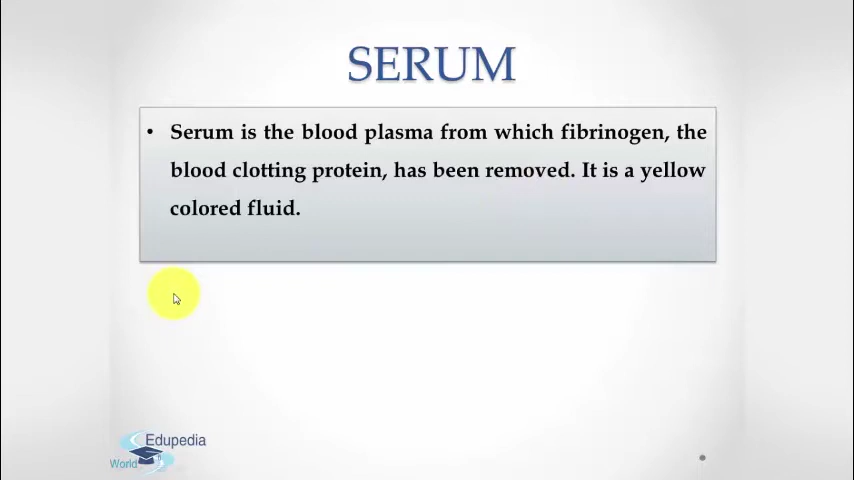 SERUM
• Serum is the blood plasma from which fibrinogen, the
blood clotting protein, has been removed. It is a yellow
colored fluid.
Edupedia
World